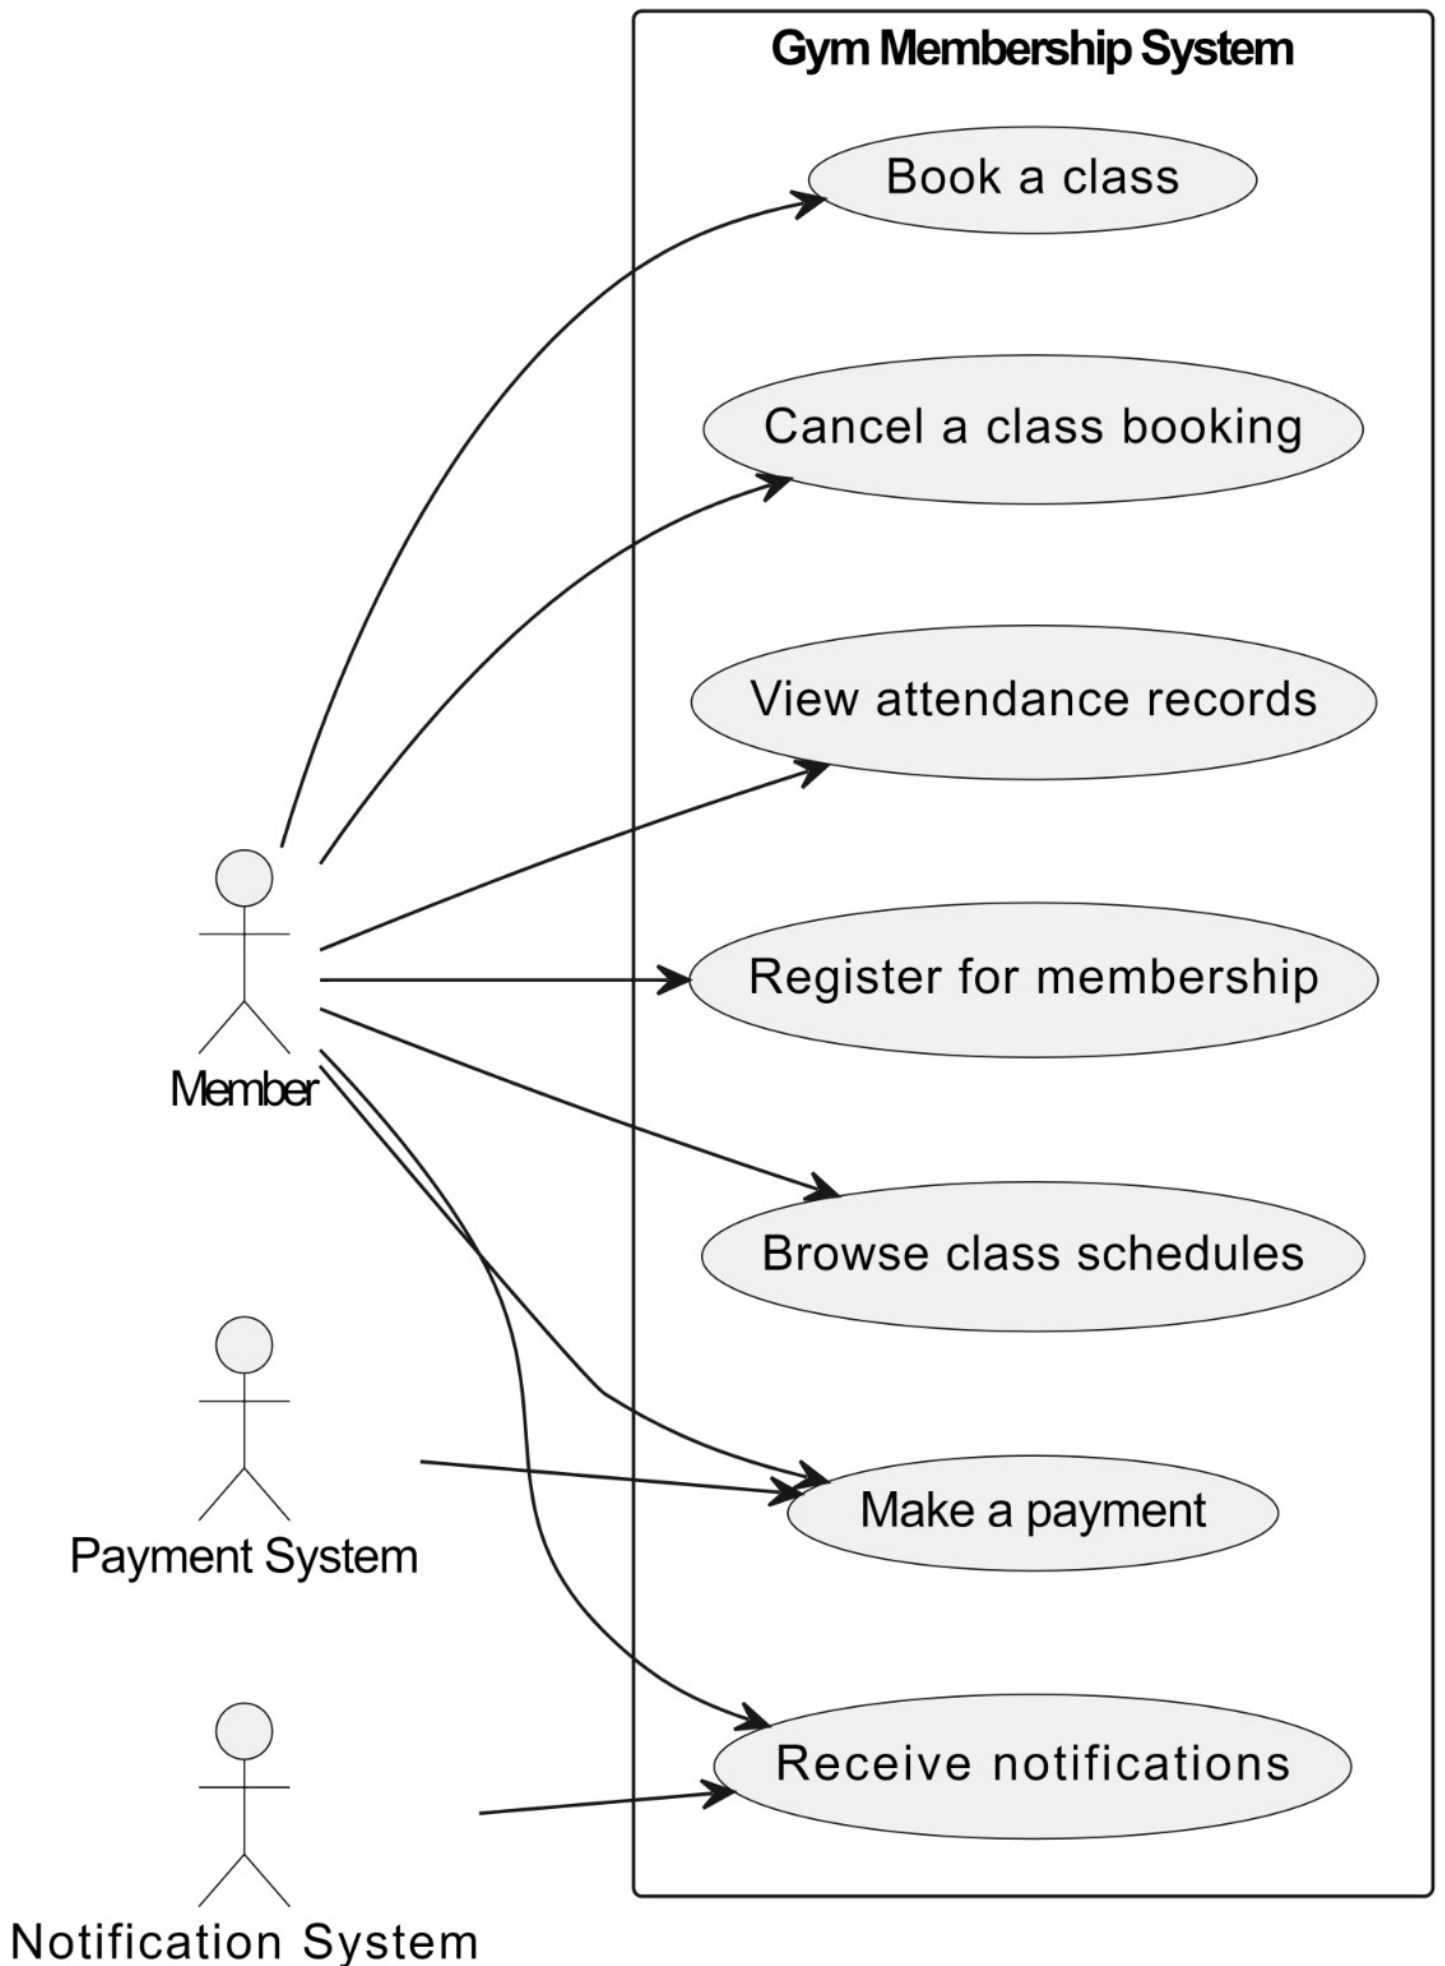 Gym Membership System
Book a class
Cancel a class booking
View attendance records
Register for membership
Member
Browse class schedules
Make a payment
Payment System
Receive notifications
Notification System